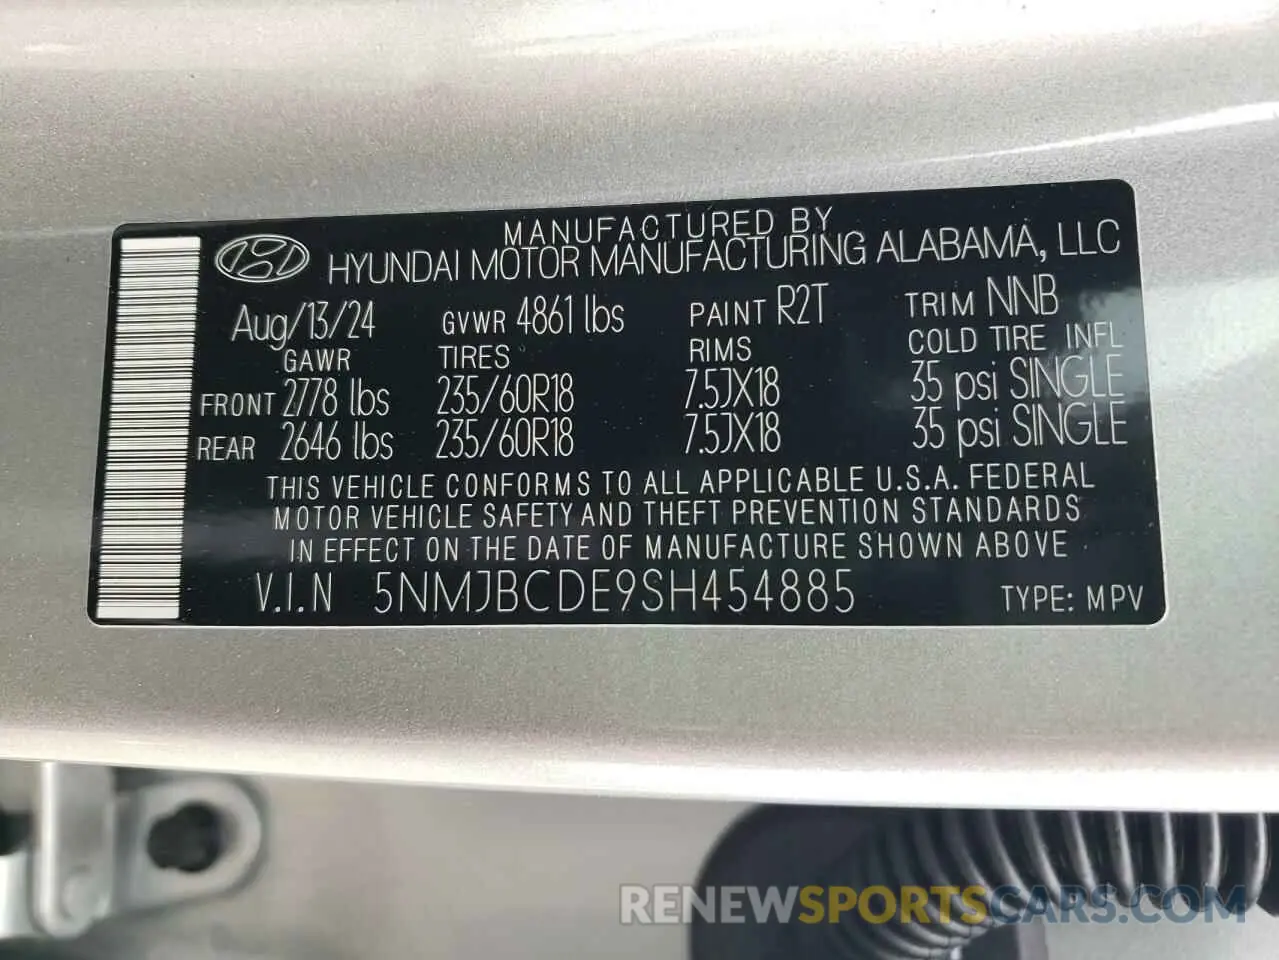 MANUFACTURED BY
HYUNDAI MOTOR MANUFACTURING ALABAMA, LLC
Aug/13/24 GVWR 4861 lbs PAINT R2T TRIM NNB
GAWR TIRES RIMS COLD TIRE INFL
FRONT 2778 lbs 235/60R18 7.5JX18 35 psi SINGLE
REAR 2646 lbs 235/60R18 7.5JX18 35 psi SINGLE
THIS VEHICLE CONFORMS TO ALL APPLICABLE U.S.A. FEDERAL
MOTOR VEHICLE SAFETY AND THEFT PREVENTION STANDARDS
IN EFFECT ON THE DATE OF MANUFACTURE SHOWN ABOVE
V.I.N 5NMJBCDE9SH454885 TYPE: MPV
RENEWSPORTSCARS.COM